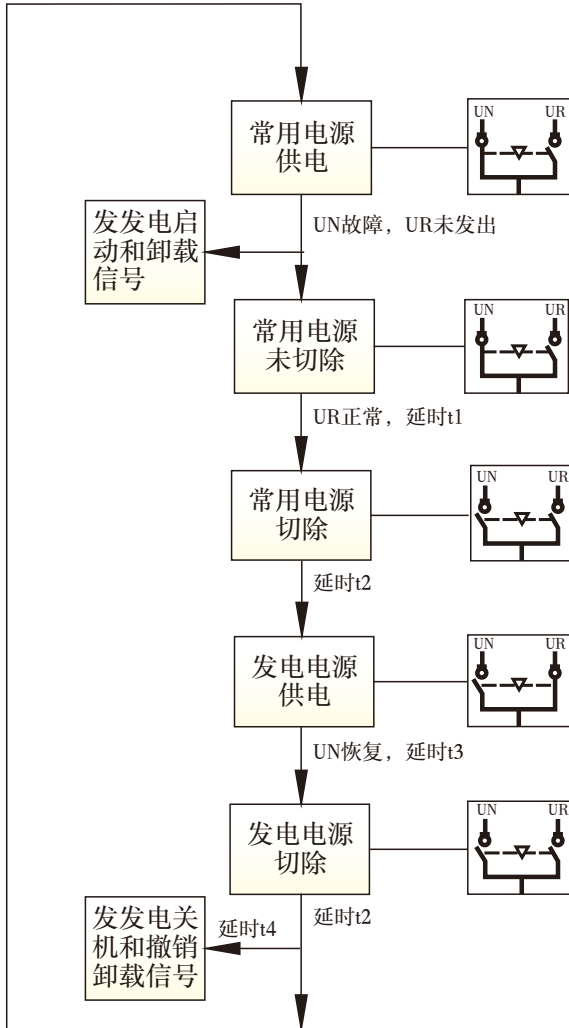 UN UR
常用电源
供电
UN故障，UR未发出
发发电启
动和卸载
信号
UN UR
常用电源
未切除
UR正常，延时t1
UN UR
常用电源
切除
延时t2
UN UR
发电电源
供电
UN恢复，延时t3
UN UR
发电电源
切除
延时t2
延时t4
发发电关
机和撤销
卸载信号